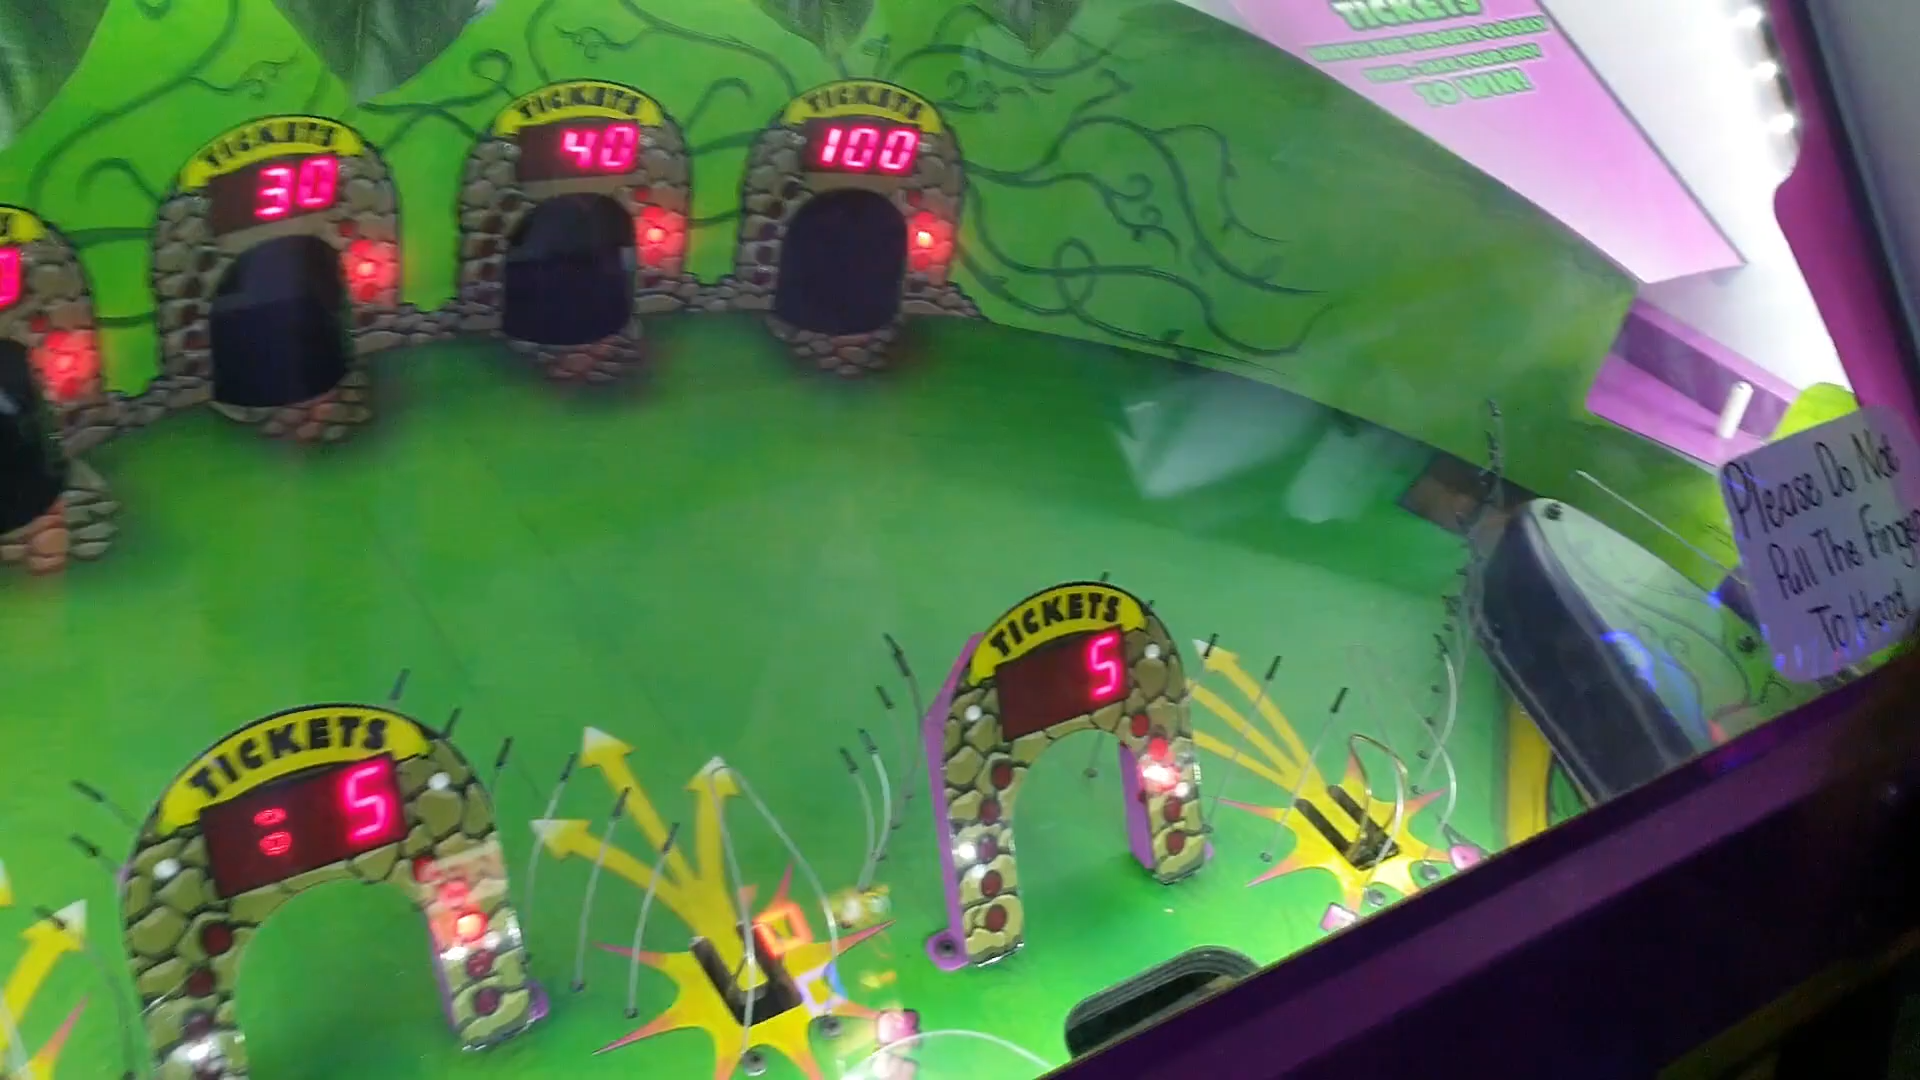 TICKETS
TO WIN!
TICKETS
30
TICKETS
40
TICKETS
100
TICKETS
5
TICKETS
5
Please Do Not
Pull The Finger
To Hard